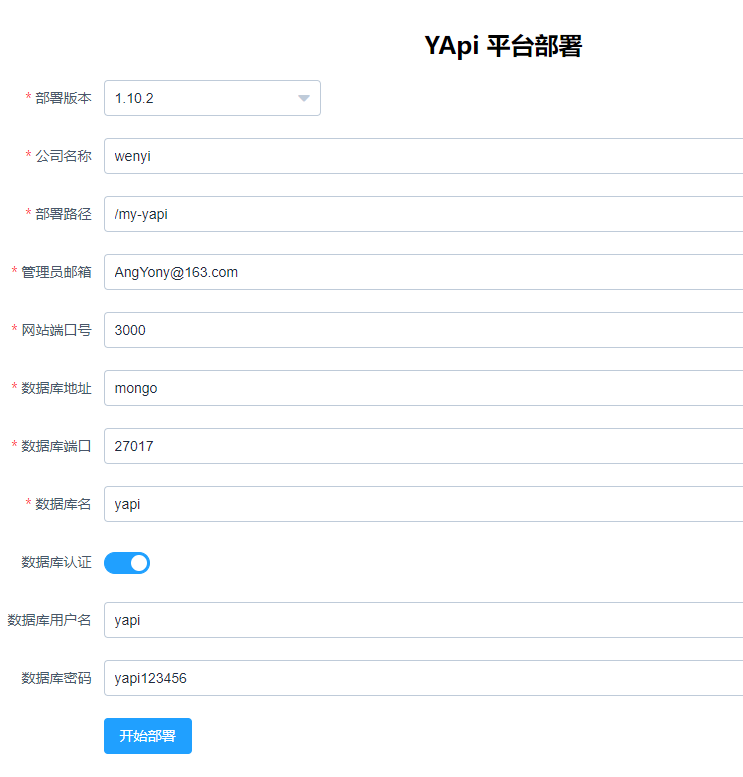 YApi 平台部署
* 部署版本 1.10.2
* 公司名称 wenyi
* 部署路径 /my-yapi
* 管理员邮箱 AngYony@163.com
* 网站端口号 3000
* 数据库地址 mongo
* 数据库端口 27017
* 数据库名 yapi
数据库认证
数据库用户名 yapi
数据库密码 yapi123456
开始部署